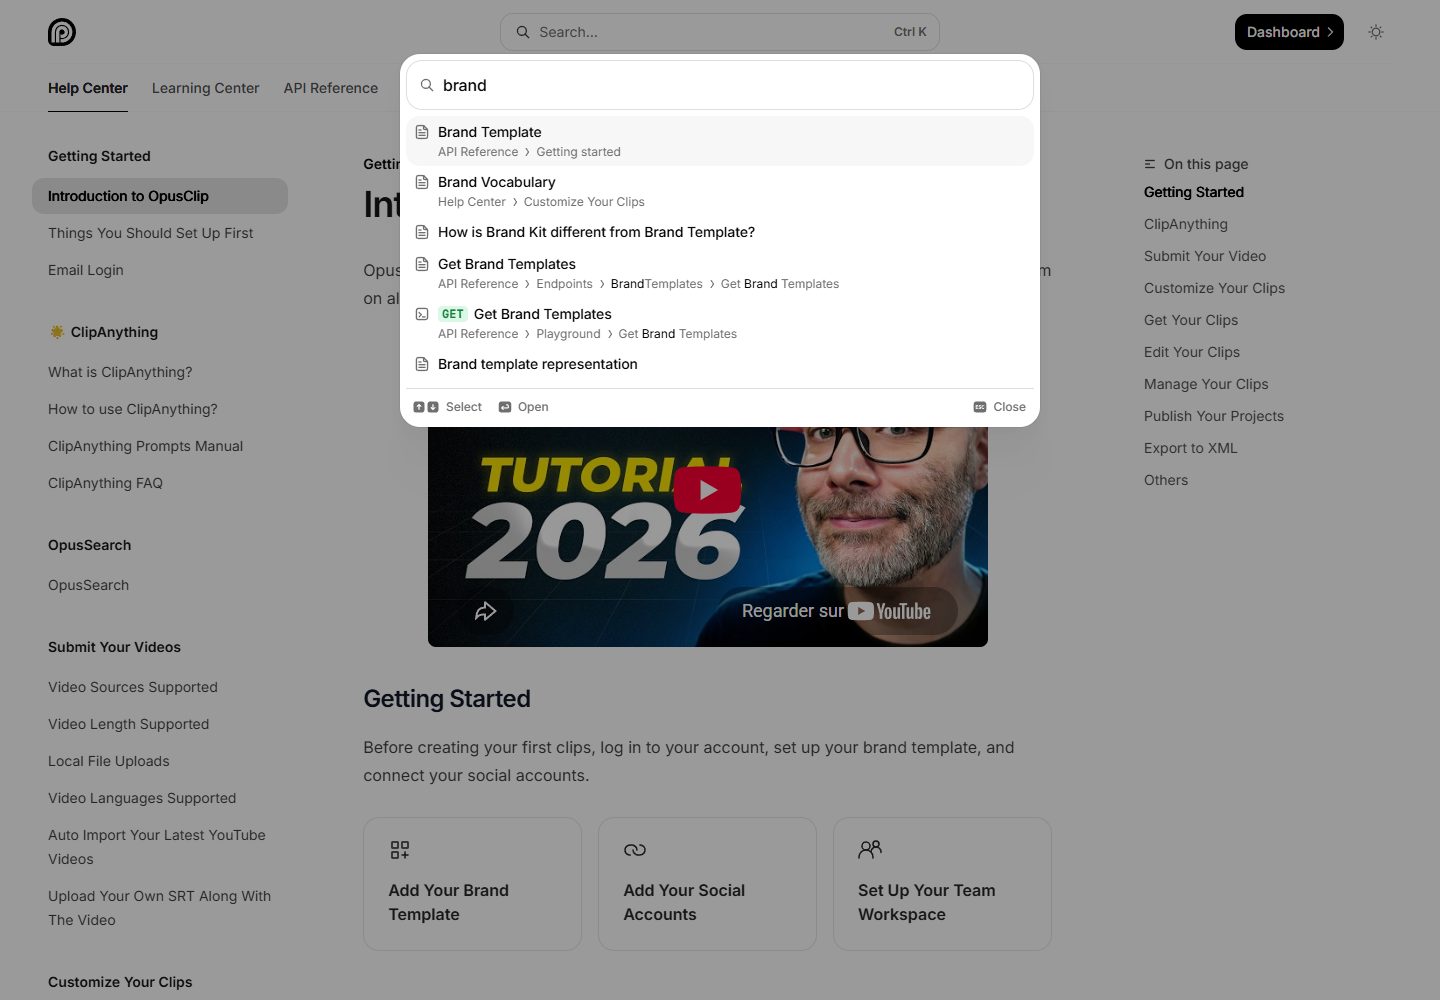 Search...
Ctrl K
Dashboard
Help Center
Learning Center
API Reference
brand
Brand Template
API Reference › Getting started
Brand Vocabulary
Help Center › Customize Your Clips
How is Brand Kit different from Brand Template?
Get Brand Templates
API Reference › Endpoints › BrandTemplates › Get Brand Templates
GET Get Brand Templates
API Reference › Playground › Get Brand Templates
Brand template representation
Select
Open
ESC Close
Getting Started
Introduction to OpusClip
Things You Should Set Up First
Email Login
ClipAnything
What is ClipAnything?
How to use ClipAnything?
ClipAnything Prompts Manual
ClipAnything FAQ
OpusSearch
OpusSearch
Submit Your Videos
Video Sources Supported
Video Length Supported
Local File Uploads
Video Languages Supported
Auto Import Your Latest YouTube
Videos
Upload Your Own SRT Along With
The Video
Customize Your Clips
TUTORIAL
2026
Regarder sur YouTube
Getting Started
Before creating your first clips, log in to your account, set up your brand template, and
connect your social accounts.
Add Your Brand
Template
Add Your Social
Accounts
Set Up Your Team
Workspace
On this page
Getting Started
ClipAnything
Submit Your Video
Customize Your Clips
Get Your Clips
Edit Your Clips
Manage Your Clips
Publish Your Projects
Export to XML
Others